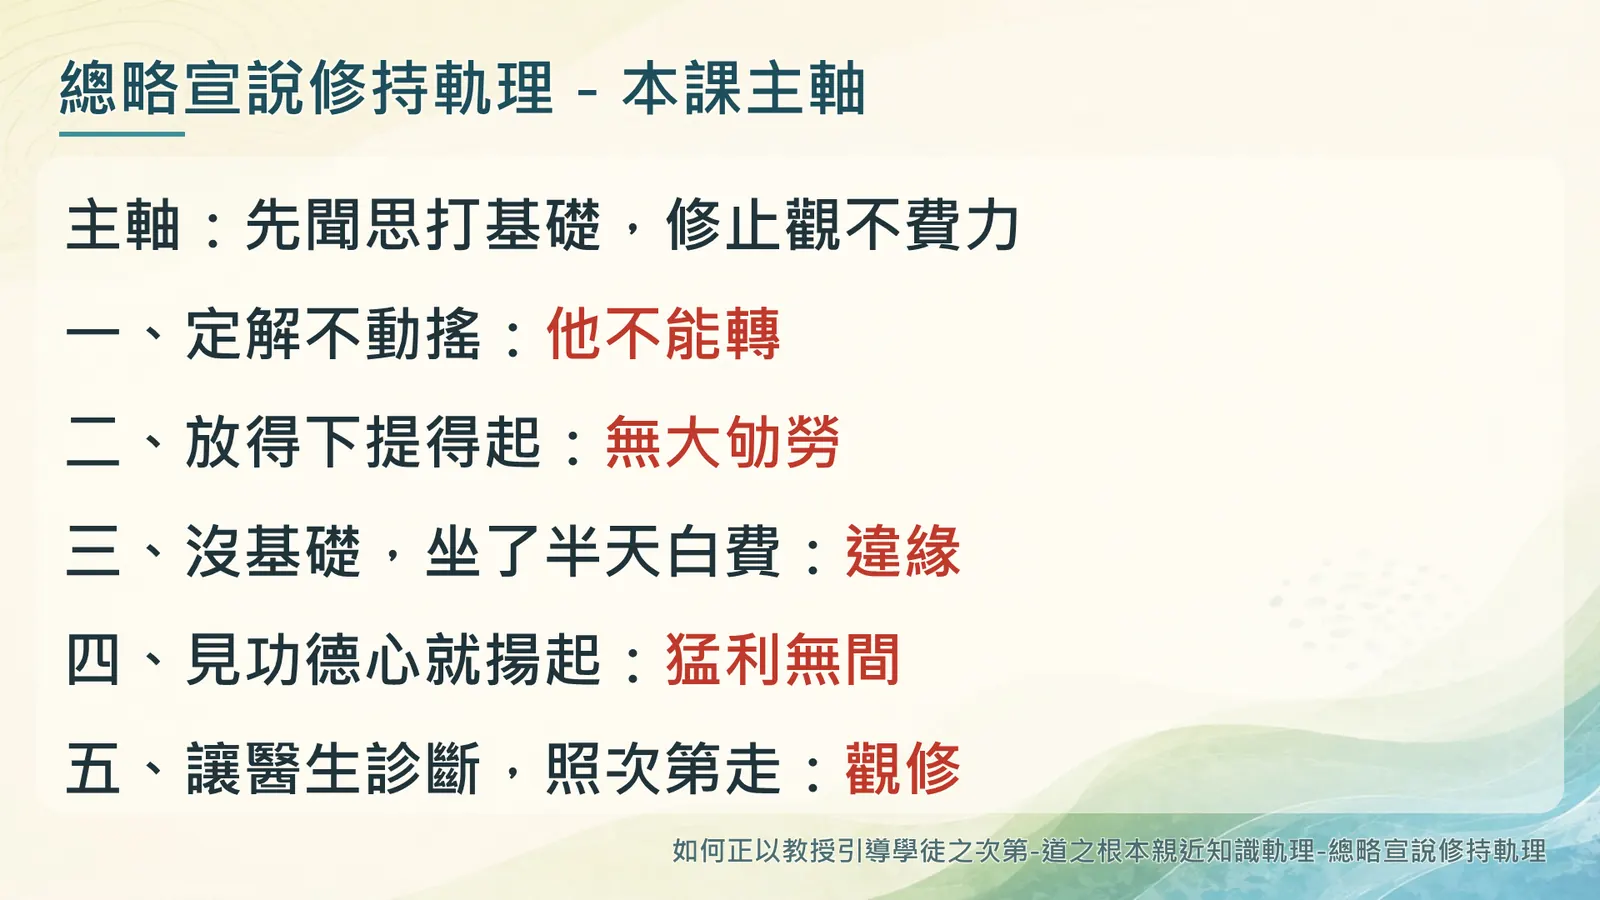 總略宣說修持軌理 - 本課主軸
主軸：先聞思打基礎，修止觀不費力
一、定解不動搖：他不能轉
二、放得下提得起：無大劬勞
三、沒基礎，坐了半天白費：違緣
四、見功德心就揚起：猛利無間
五、讓醫生診斷，照次第走：觀修
如何正以教授引導學徒之次第-道之根本親近知識軌理-總略宣說修持軌理